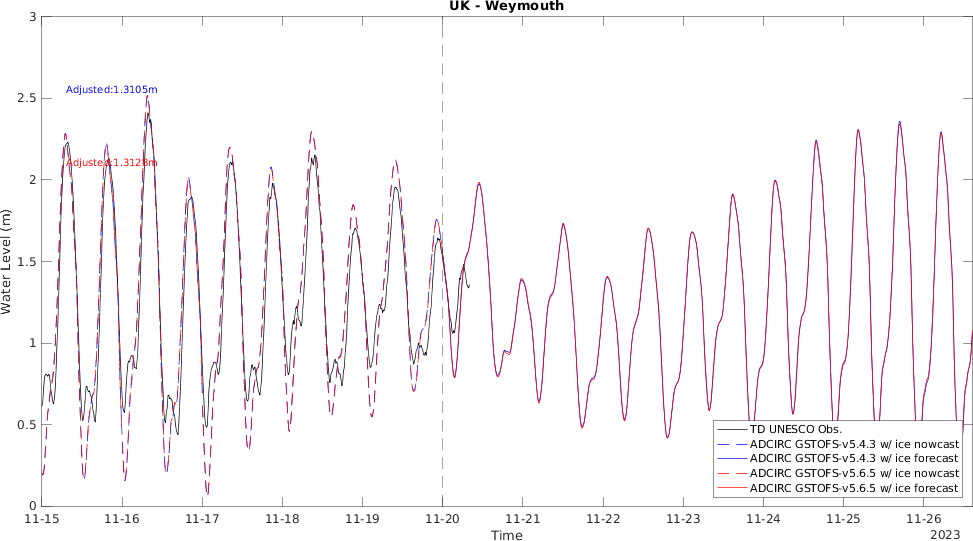 UK - Weymouth
3
2.5
2
1.5
1
0.5
0
Water Level (m)
Adjusted:1.3105m
Adjusted:1.3128m
TD UNESCO Obs.
ADCIRC GSTOFS-v5.4.3 w/ ice nowcast
ADCIRC GSTOFS-v5.4.3 w/ ice forecast
ADCIRC GSTOFS-v5.6.5 w/ ice nowcast
ADCIRC GSTOFS-v5.6.5 w/ ice forecast
11-15 11-16 11-17 11-18 11-19 11-20 11-21 11-22 11-23 11-24 11-25 11-26
Time
2023